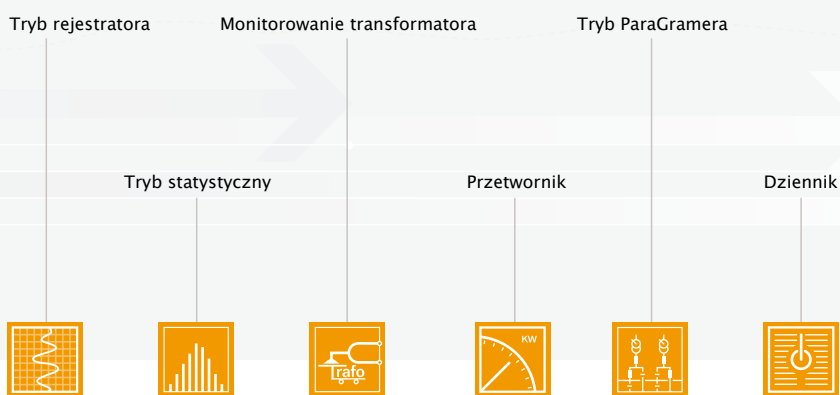 Tryb rejestratora
Monitorowanie transformatora
Tryb ParaGramera
Tryb statystyczny
Przetwornik
Dziennik
KW
Trafo